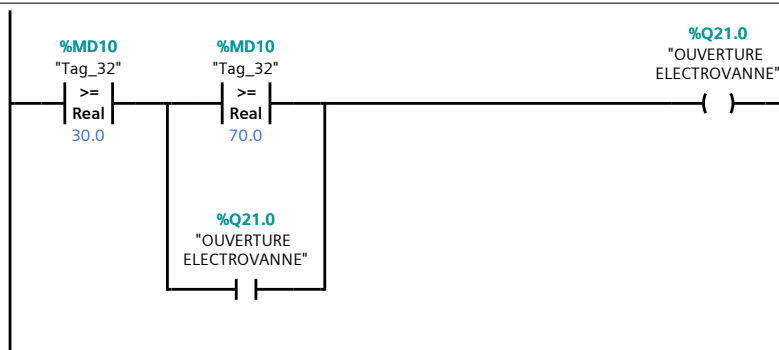 %MD10
"Tag_32"
>=
Real
30.0
%MD10
"Tag_32"
>=
Real
70.0
%Q21.0
"OUVERTURE
ELECTROVANNE"
%Q21.0
"OUVERTURE
ELECTROVANNE"